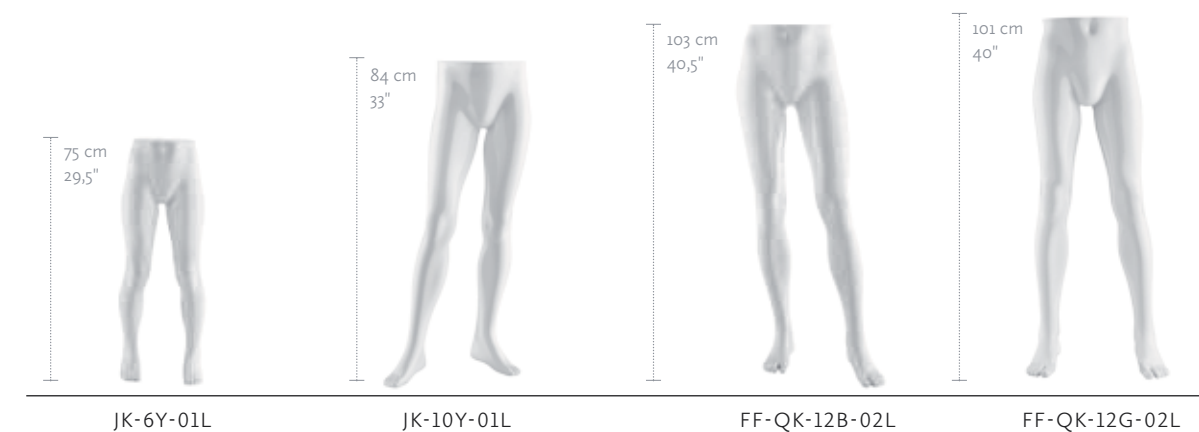 75 cm
29,5"
84 cm
33"
103 cm
40,5"
101 cm
40"
JK-6Y-01L
JK-10Y-01L
FF-QK-12B-02L
FF-QK-12G-02L